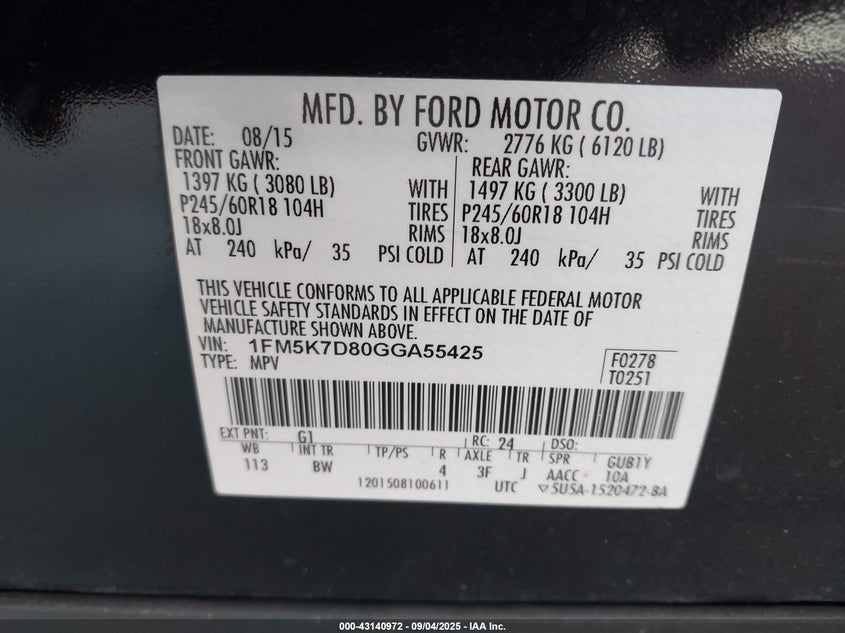 MFD. BY FORD MOTOR CO.
DATE: 08/15 GVWR: 2776 KG ( 6120 LB)
FRONT GAWR: REAR GAWR:
1397 KG ( 3080 LB) WITH 1497 KG ( 3300 LB) WITH
P245/60R18 104H TIRES P245/60R18 104H TIRES
18x8.0J RIMS 18x8.0J RIMS
AT 240 kPa/ 35 PSI COLD AT 240 kPa/ 35 PSI COLD
THIS VEHICLE CONFORMS TO ALL APPLICABLE FEDERAL MOTOR
VEHICLE SAFETY STANDARDS IN EFFECT ON THE DATE OF
MANUFACTURE SHOWN ABOVE.
VIN: 1FM5K7D80GGA55425 F0278
TYPE: MPV T0251
EXT PNT: G1 RC: 24 DSO:
WB INT TR TP/PS R AXLE TR SPR GUB1Y
113 BW 4 3F J AACC - 10A
1201508100611 UTC ▽5U5A-1520472-BA
000-43140972 - 09/04/2025 - IAA Inc.